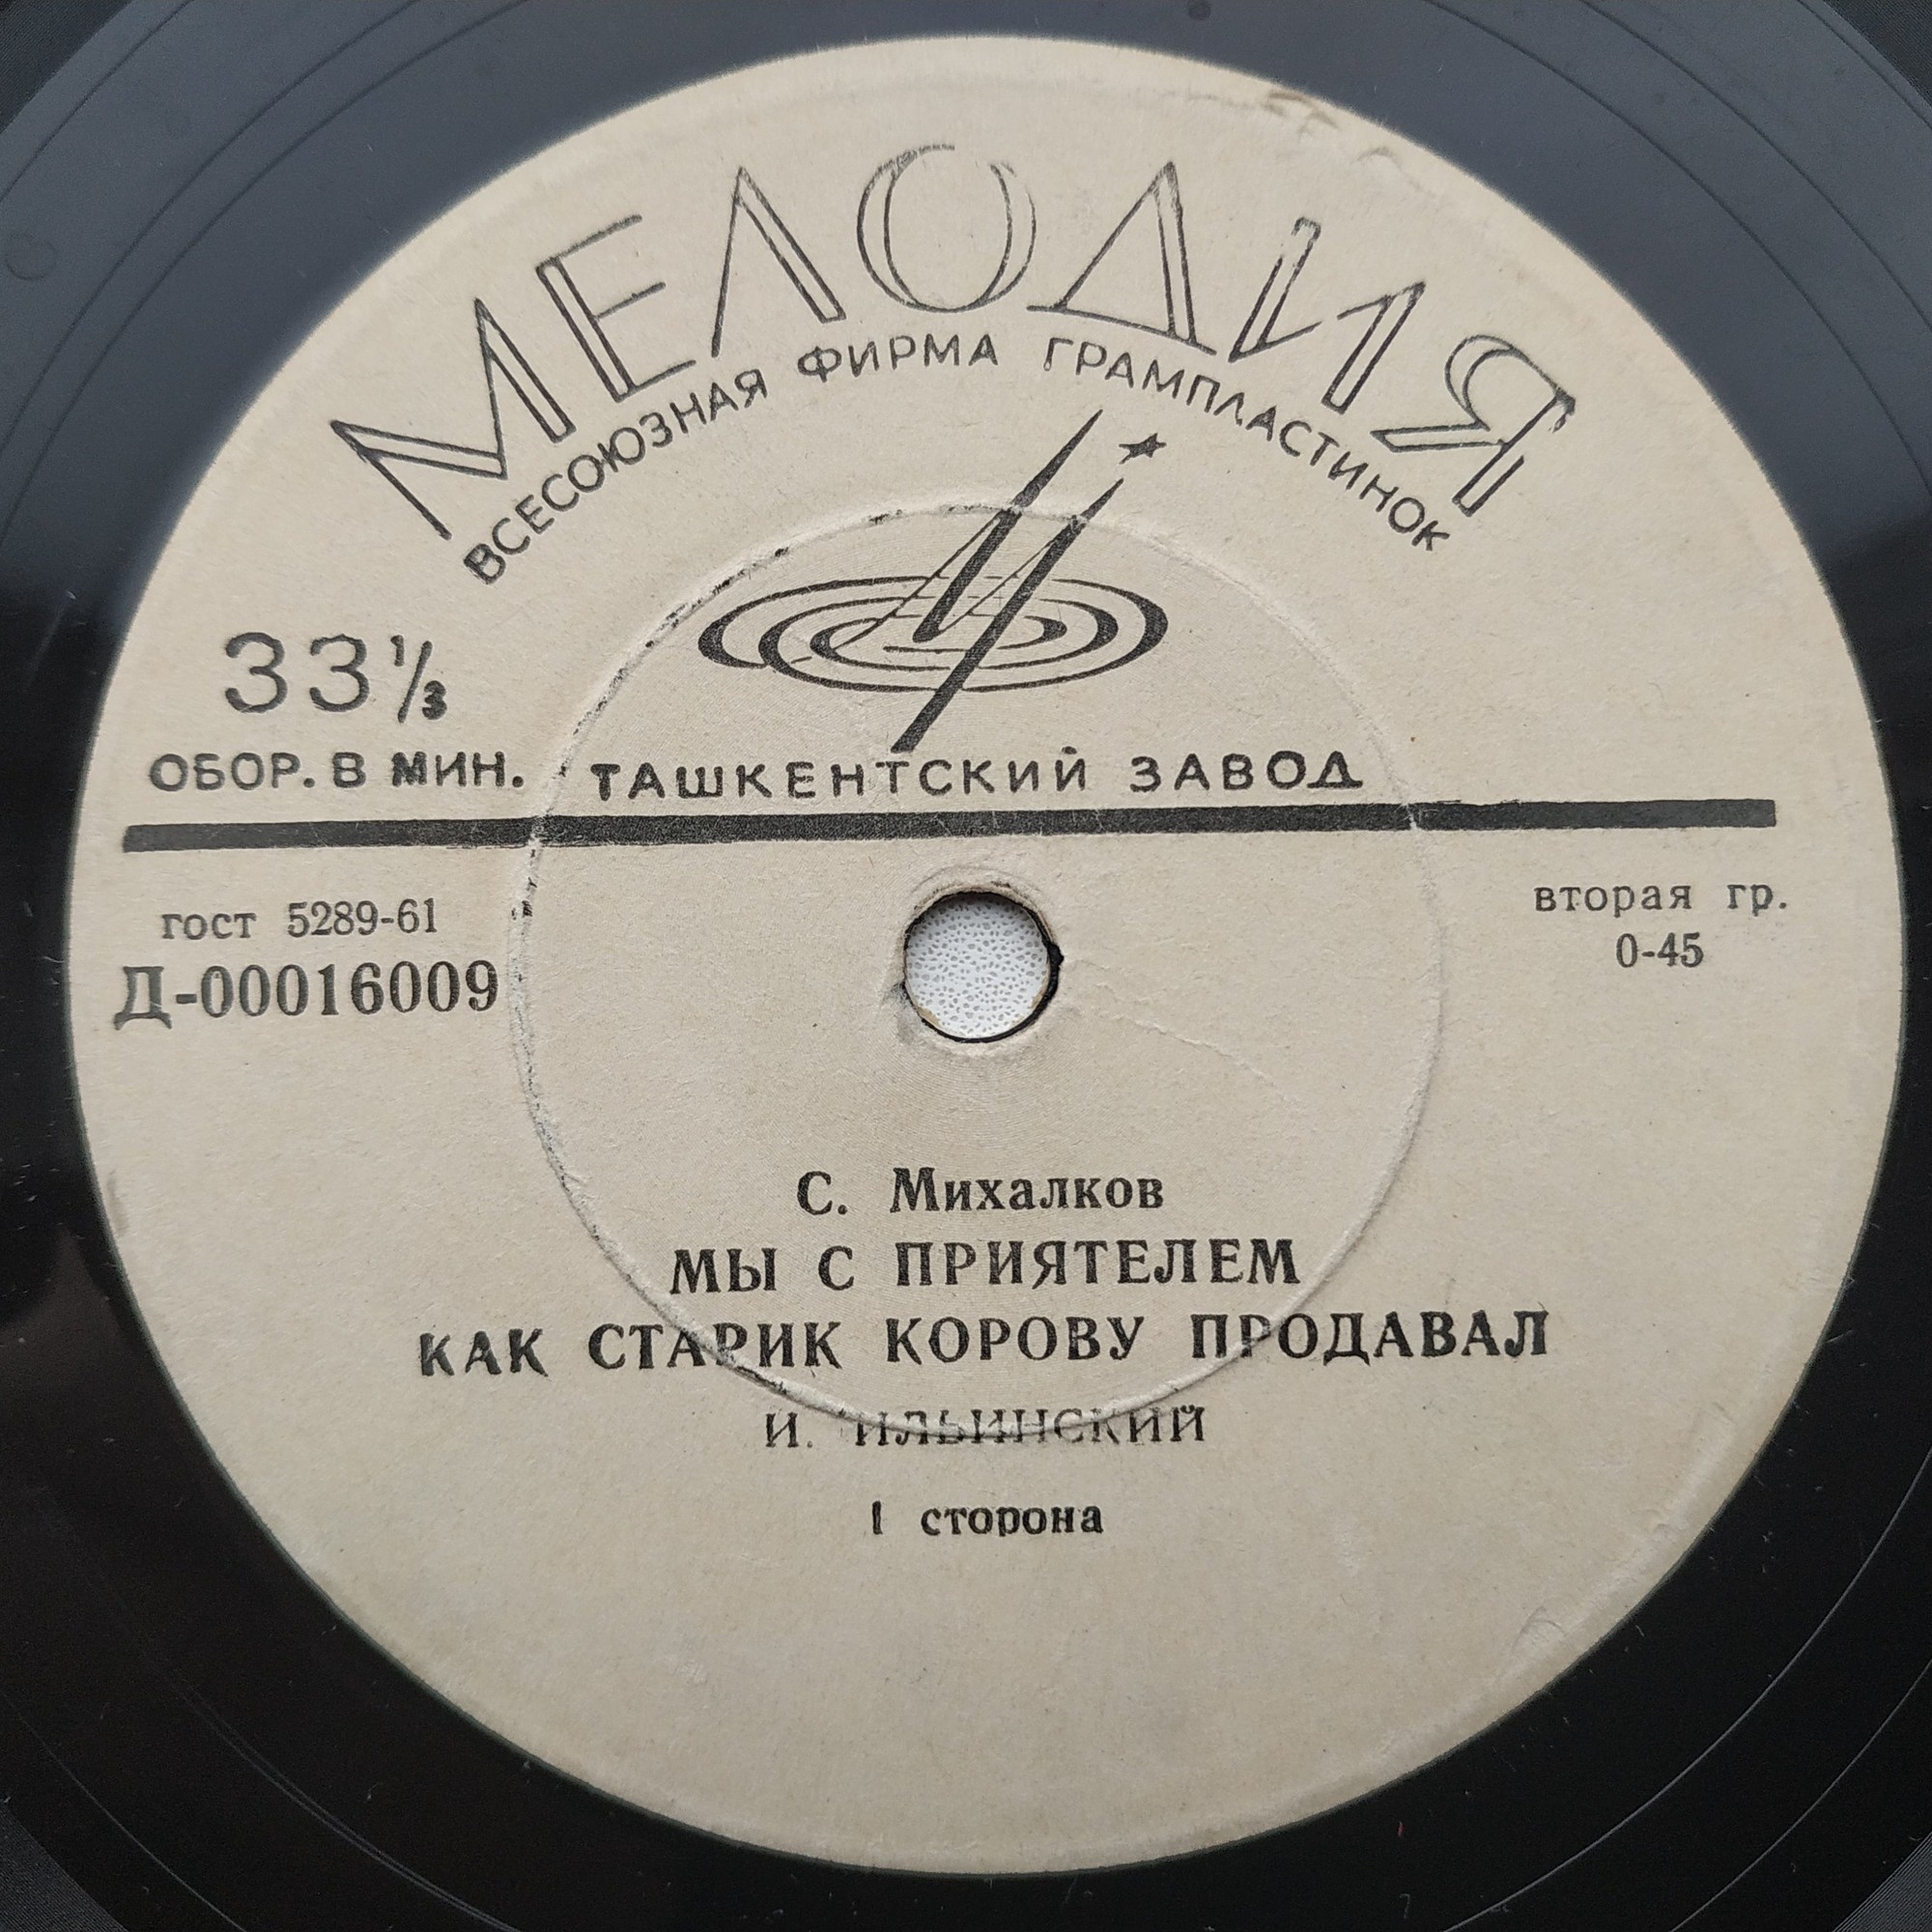 МЕЛОДИЯ
ВСЕСОЮЗНАЯ ФИРМА ГРАМПЛАСТИНОК
33⅓
ОБОР. В МИН.
ТАШКЕНТСКИЙ ЗАВОД
гост 5289-61
вторая гр.
Д-00016009
0-45
С. Михалков
МЫ С ПРИЯТЕЛЕМ
КАК СТАРИК КОРОВУ ПРОДАВАЛ
И. ИЛЬИНСКИЙ
I сторона